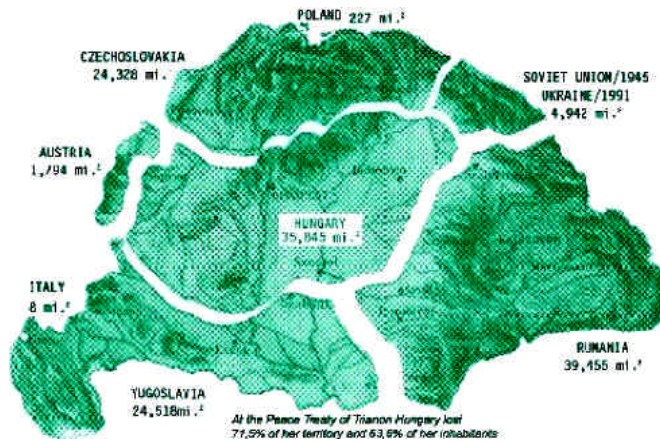 POLAND 227 mi.²
CZECHOSLOVAKIA
24,328 mi.
SOVIET UNION/1945
UKRAINE/1991
4,942 mi.²
AUSTRIA
1,794 mi.²
HUNGARY
35,845 mi.²
ITALY
8 mi.²
RUMANIA
39,455 mi.²
YUGOSLAVIA
24,518mi.²
At the Peace Treaty of Trianon Hungary lost
71,5% of her territory and 63,6% of her inhabitants